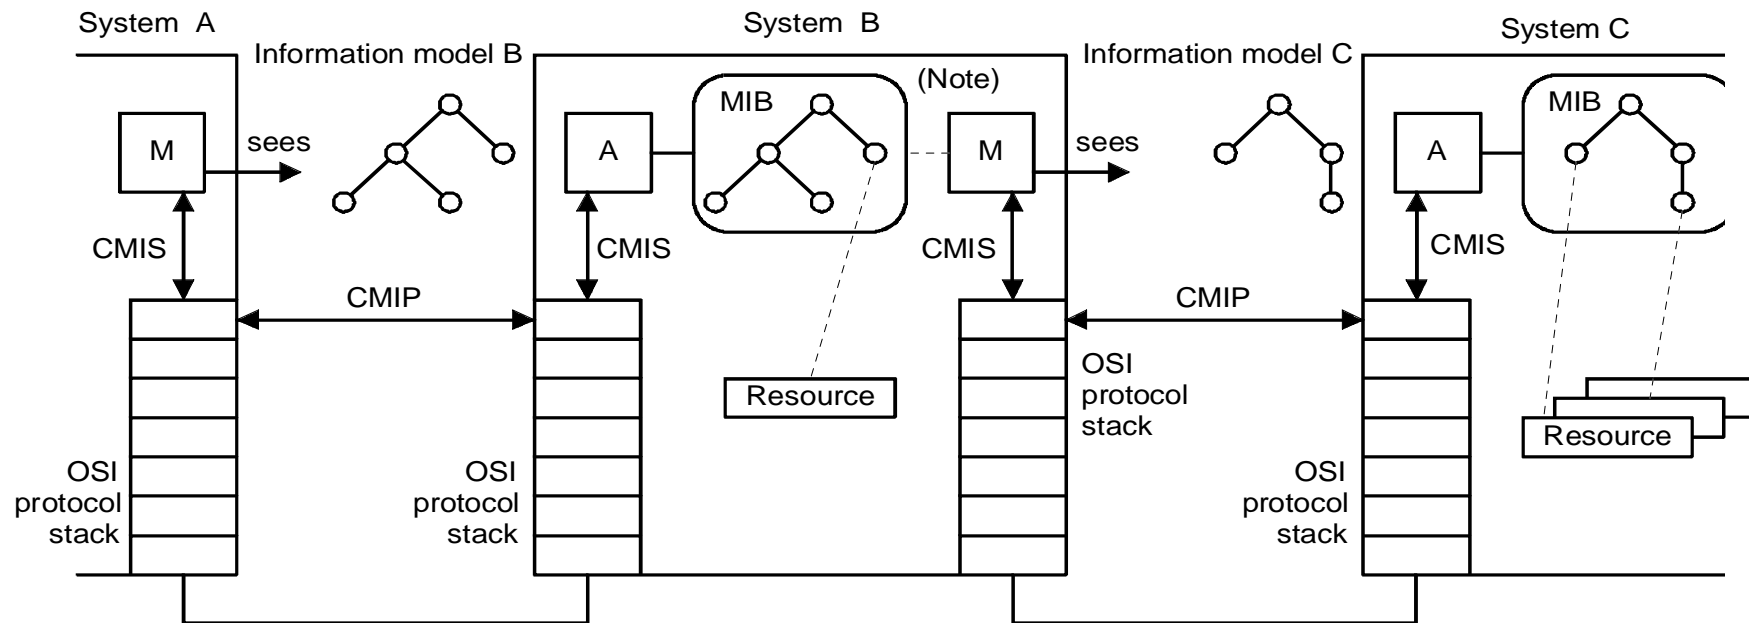 System A
System B
System C
Information model B
(Note)
Information model C
MIB
MIB
M
sees
A
M
sees
A
CMIS
CMIS
CMIS
CMIS
CMIP
CMIP
OSI
protocol
stack
Resource
Resource
OSI
protocol
stack
OSI
protocol
stack
OSI
protocol
stack